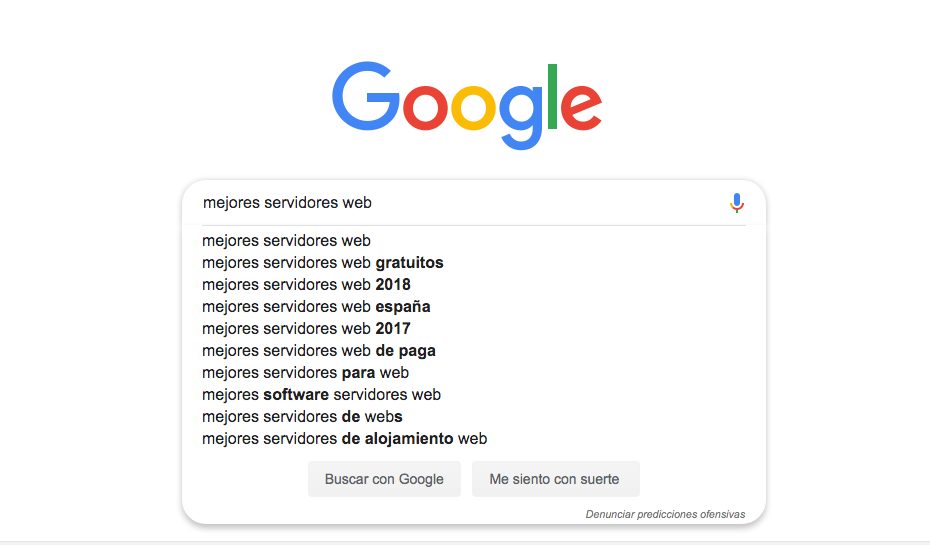 Google
mejores servidores web
mejores servidores web
mejores servidores web gratuitos
mejores servidores web 2018
mejores servidores web españa
mejores servidores web 2017
mejores servidores web de paga
mejores servidores para web
mejores software servidores web
mejores servidores de webs
mejores servidores de alojamiento web
Buscar con Google Me siento con suerte
Denunciar predicciones ofensivas